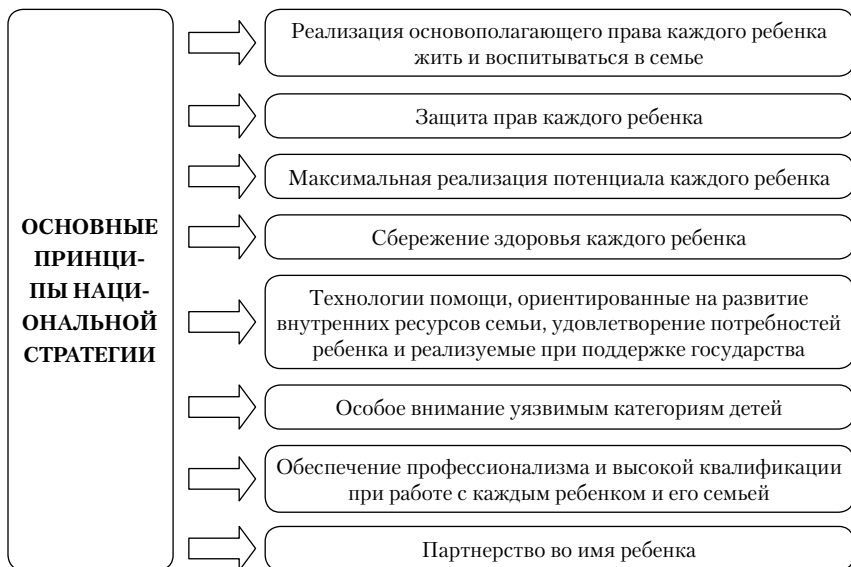 ОСНОВНЫЕ
ПРИНЦИ-
ПЫ НАЦИ-
ОНАЛЬНОЙ
СТРАТЕГИИ
Реализация основополагающего права каждого ребенка
жить и воспитываться в семье
Защита прав каждого ребенка
Максимальная реализация потенциала каждого ребенка
Сбережение здоровья каждого ребенка
Технологии помощи, ориентированные на развитие
внутренних ресурсов семьи, удовлетворение потребностей
ребенка и реализуемые при поддержке государства
Особое внимание уязвимым категориям детей
Обеспечение профессионализма и высокой квалификации
при работе с каждым ребенком и его семьей
Партнерство во имя ребенка